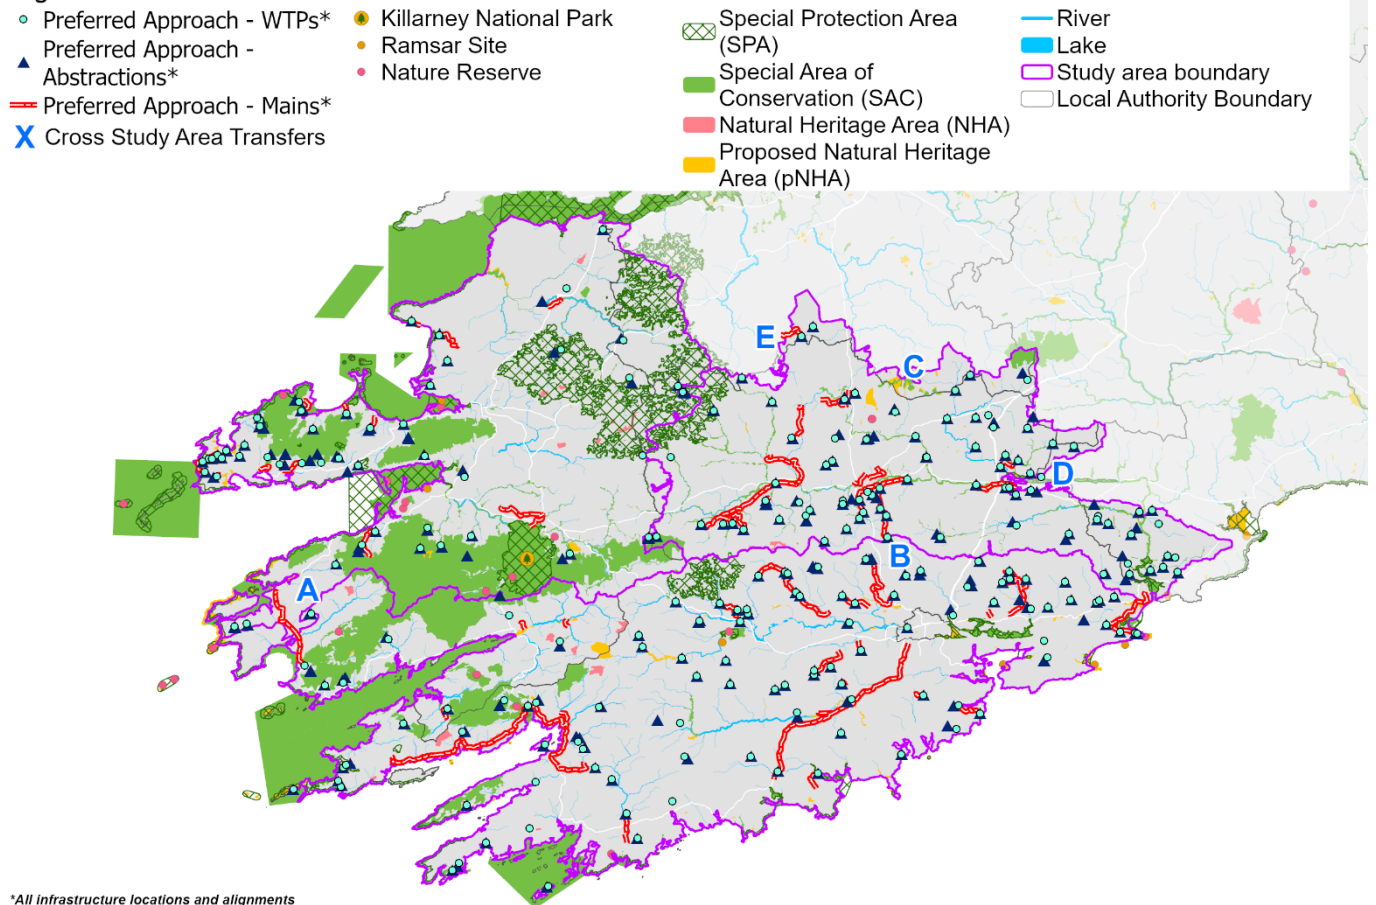 Preferred Approach - WTPs*
Preferred Approach -
Abstractions*
Preferred Approach - Mains*
X Cross Study Area Transfers
Killarney National Park
Ramsar Site
Nature Reserve
Special Protection Area
(SPA)
Special Area of
Conservation (SAC)
Natural Heritage Area (NHA)
Proposed Natural Heritage
Area (pNHA)
River
Lake
Study area boundary
Local Authority Boundary
E
C
D
B
A
*All infrastructure locations and alignments